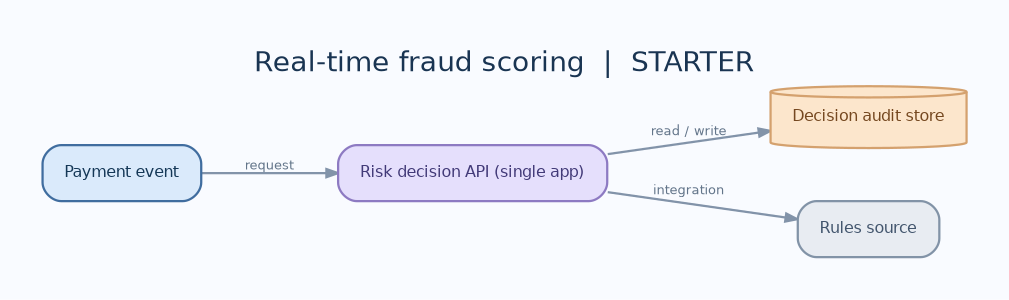 Real-time fraud scoring | STARTER
Decision audit store
read / write
request
Payment event
Risk decision API (single app)
integration
Rules source